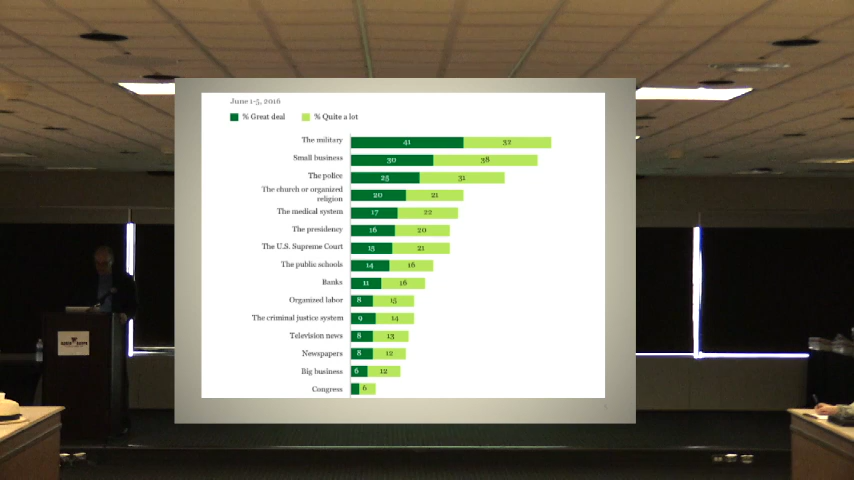 June 1-5, 2016
% Great deal % Quite a lot
The military 41 32
Small business 30 38
The police 25 31
The church or organized
religion 20 21
The medical system 17 22
The presidency 16 20
The U.S. Supreme Court 15 21
The public schools 14 16
Banks 11 16
Organized labor 8 15
The criminal justice system 9 14
Television news 8 13
Newspapers 8 12
Big business 6 12
Congress 6